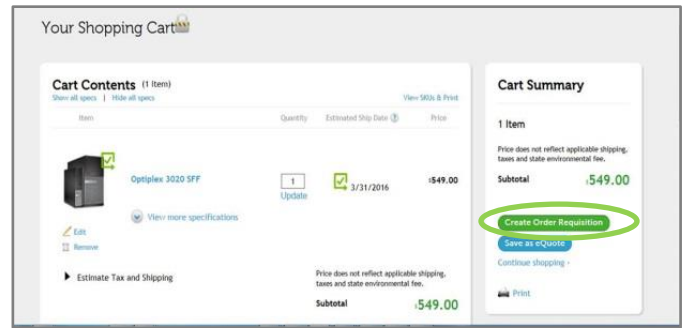 Your Shopping Cart
Cart Contents (1 Item)
Show all specs | Hide all specs
View SKUs & Print
Item
Quantity
Estimated Ship Date ?
Price
Optiplex 3020 SFF
1
Update
3/31/2016
$549.00
View more specifications
Edit
Remove
Estimate Tax and Shipping
Price does not reflect applicable shipping,
taxes and state environmental fee.
Subtotal
$549.00
Cart Summary
1 Item
Price does not reflect applicable shipping,
taxes and state environmental fee.
Subtotal
$549.00
Create Order Requisition
Save as eQuote
Continue shopping ›
Print